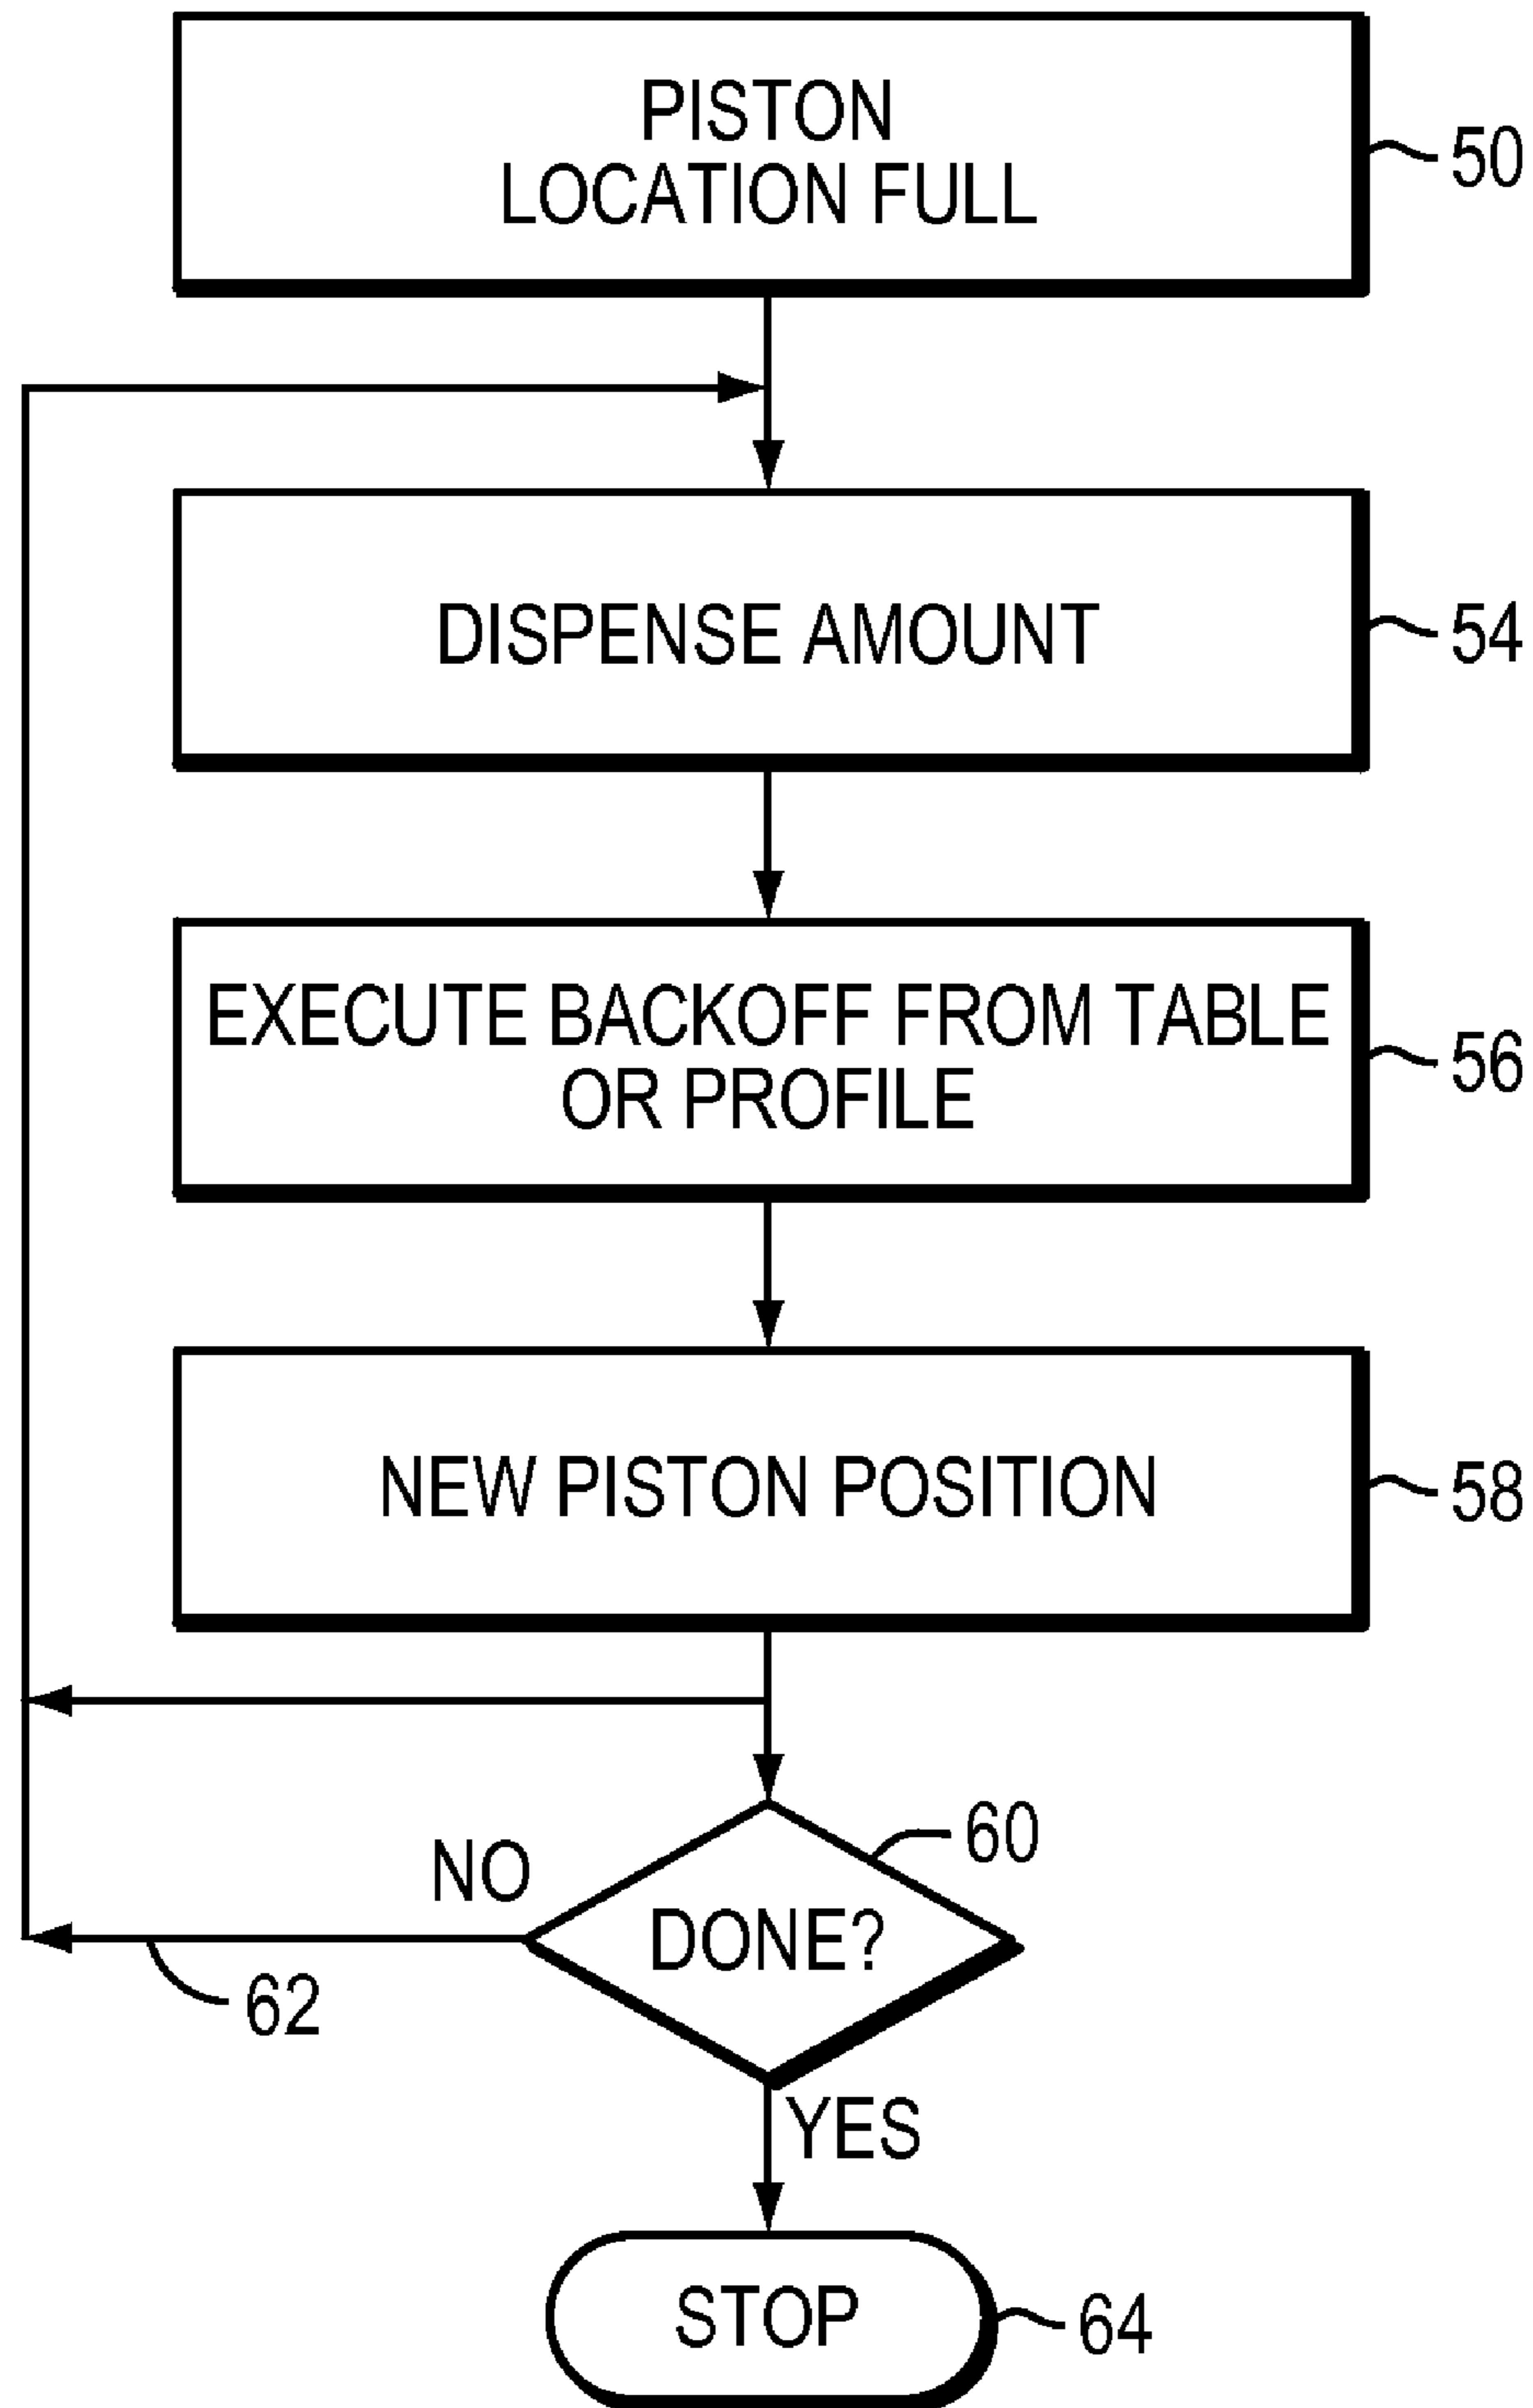 PISTON
LOCATION FULL
50
DISPENSE AMOUNT
54
EXECUTE BACKOFF FROM TABLE
OR PROFILE
56
NEW PISTON POSITION
58
60
NO
DONE?
62
YES
STOP
64